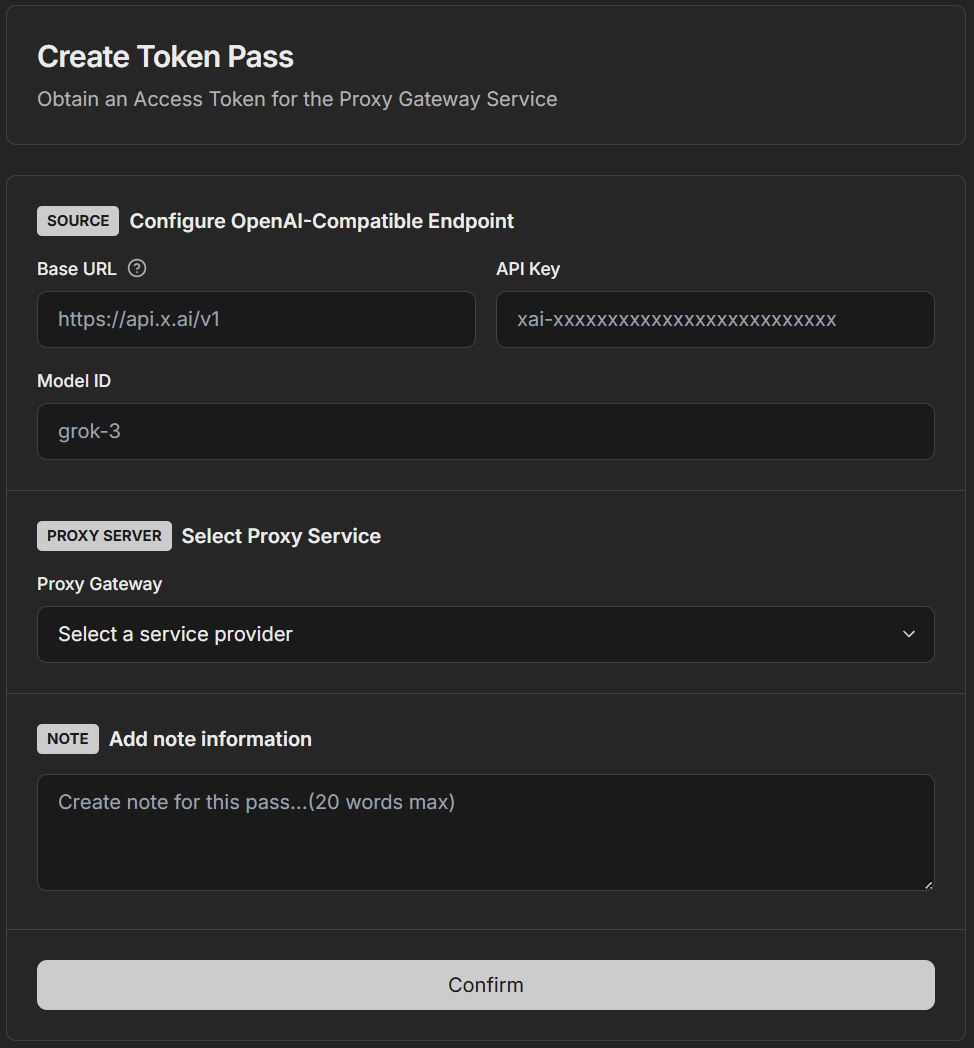 Create Token Pass
Obtain an Access Token for the Proxy Gateway Service
SOURCE Configure OpenAI-Compatible Endpoint
Base URL ? API Key
https://api.x.ai/v1 xai-xxxxxxxxxxxxxxxxxxxxxxxxxx
Model ID
grok-3
PROXY SERVER Select Proxy Service
Proxy Gateway
Select a service provider
NOTE Add note information
Create note for this pass...(20 words max)
Confirm